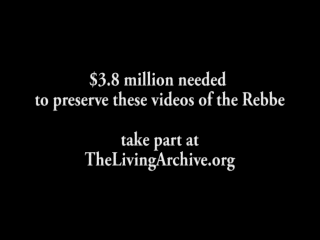 $3.8 million needed
to preserve these videos of the Rebbe
take part at
TheLivingArchive.org